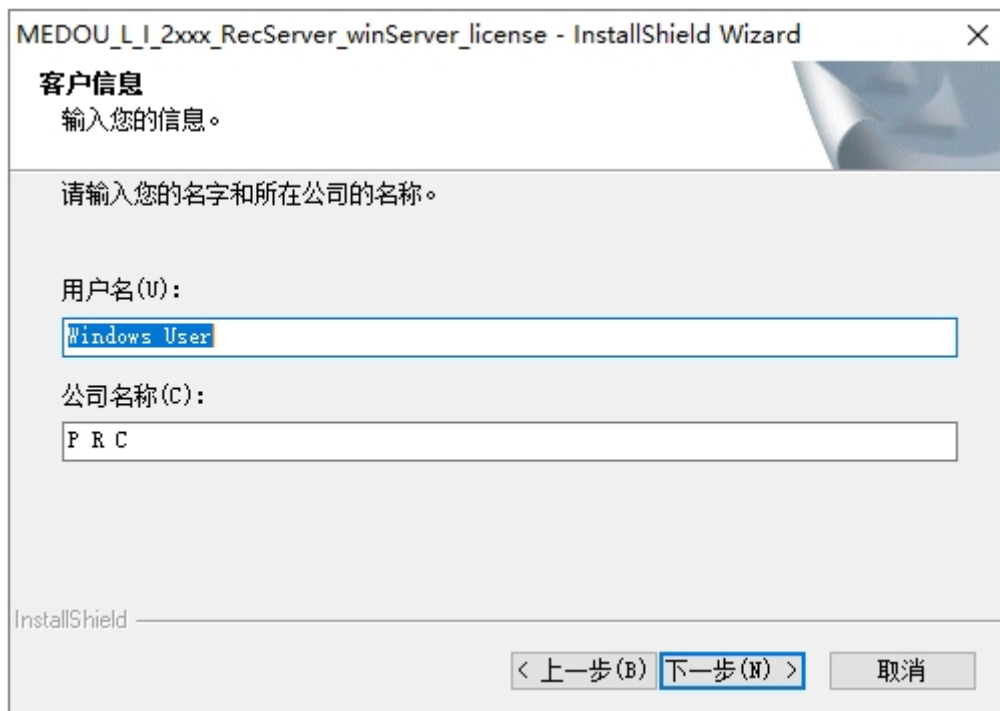 MEDOU_L_I_2xxx_RecServer_winServer_license - InstallShield Wizard
客户信息
输入您的信息。
请输入您的名字和所在公司的名称。
用户名(U):
Windows User
公司名称(C):
P R C
InstallShield
< 上一步(B) 下一步(N) > 取消